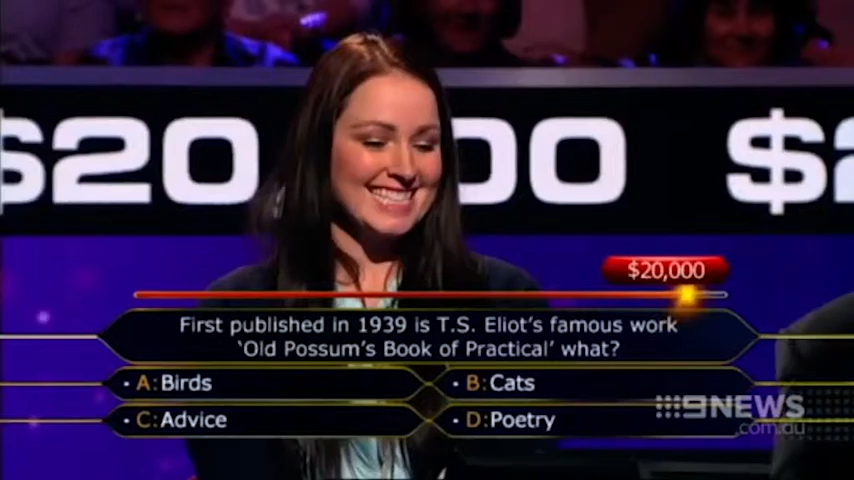 $20 00 $2
$20,000
First published in 1939 is T.S. Eliot's famous work
'Old Possum's Book of Practical' what?
• A: Birds • B: Cats
• C: Advice • D: Poetry
9NEWS
.com.au